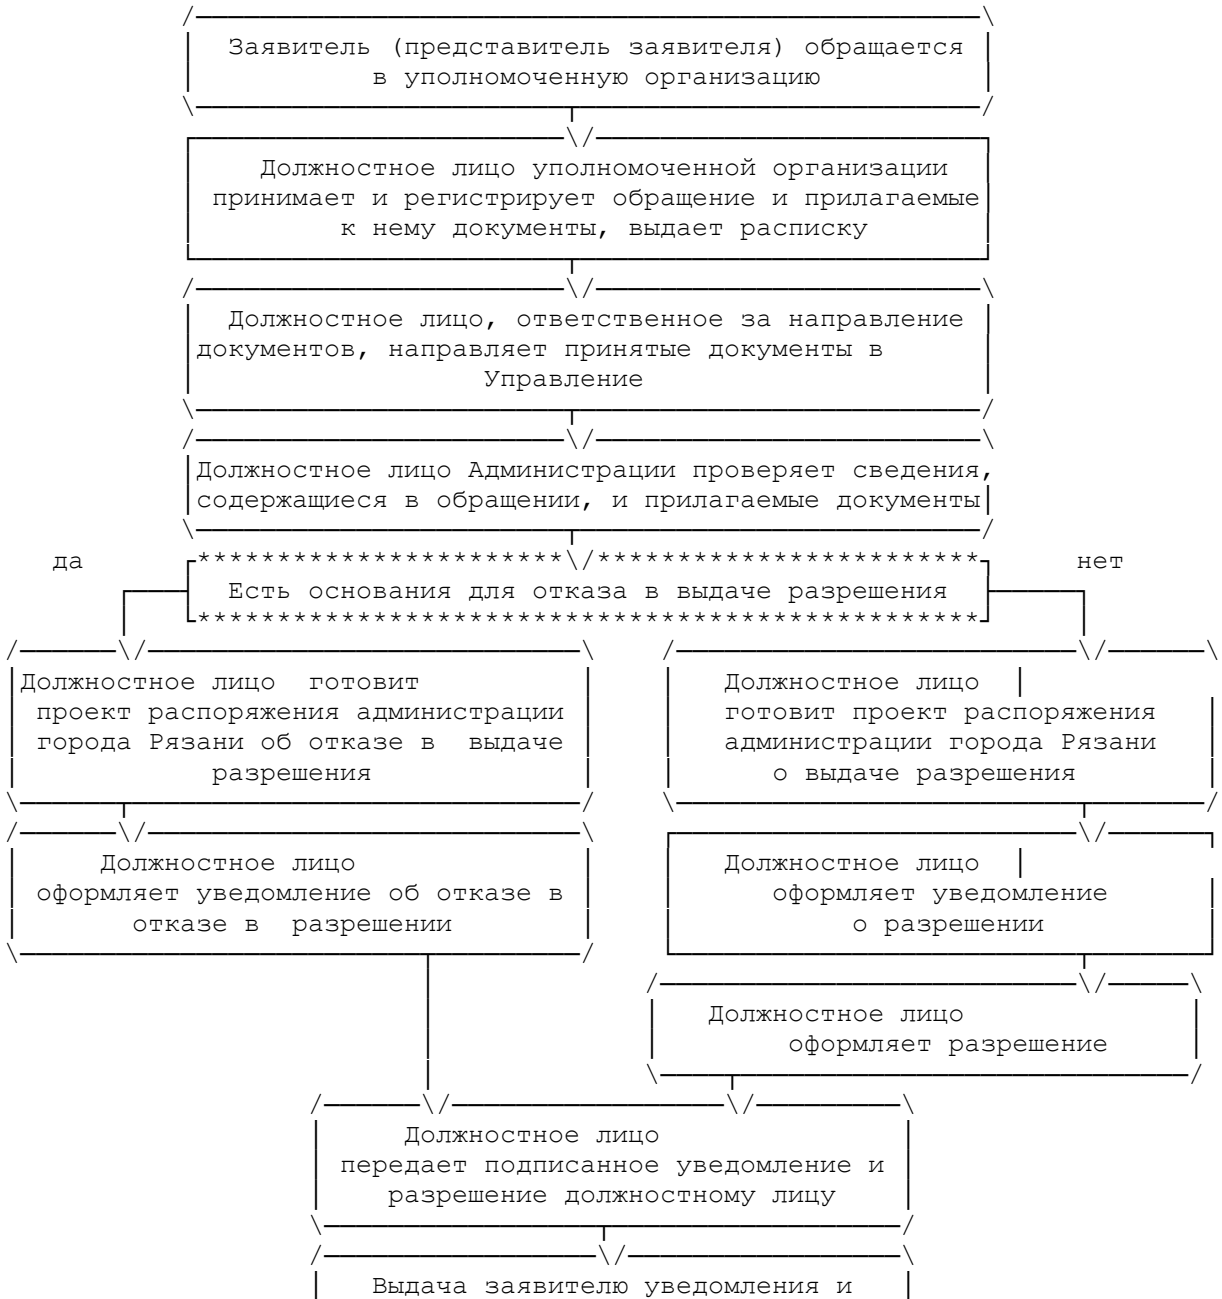 Заявитель (представитель заявителя) обращается
в уполномоченную организацию
Должностное лицо уполномоченной организации
принимает и регистрирует обращение и прилагаемые
к нему документы, выдает расписку
Должностное лицо, ответственное за направление
документов, направляет принятые документы в
Управление
Должностное лицо Администрации проверяет сведения,
содержащиеся в обращении, и прилагаемые документы
да
нет
Есть основания для отказа в выдаче разрешения
Должностное лицо готовит
проект распоряжения администрации
города Рязани об отказе в выдаче
разрешения
Должностное лицо
готовит проект распоряжения
администрации города Рязани
о выдаче разрешения
Должностное лицо
оформляет уведомление об отказе в
отказе в разрешении
Должностное лицо
оформляет уведомление
о разрешении
Должностное лицо
оформляет разрешение
Должностное лицо
передает подписанное уведомление и
разрешение должностному лицу
Выдача заявителю уведомления и